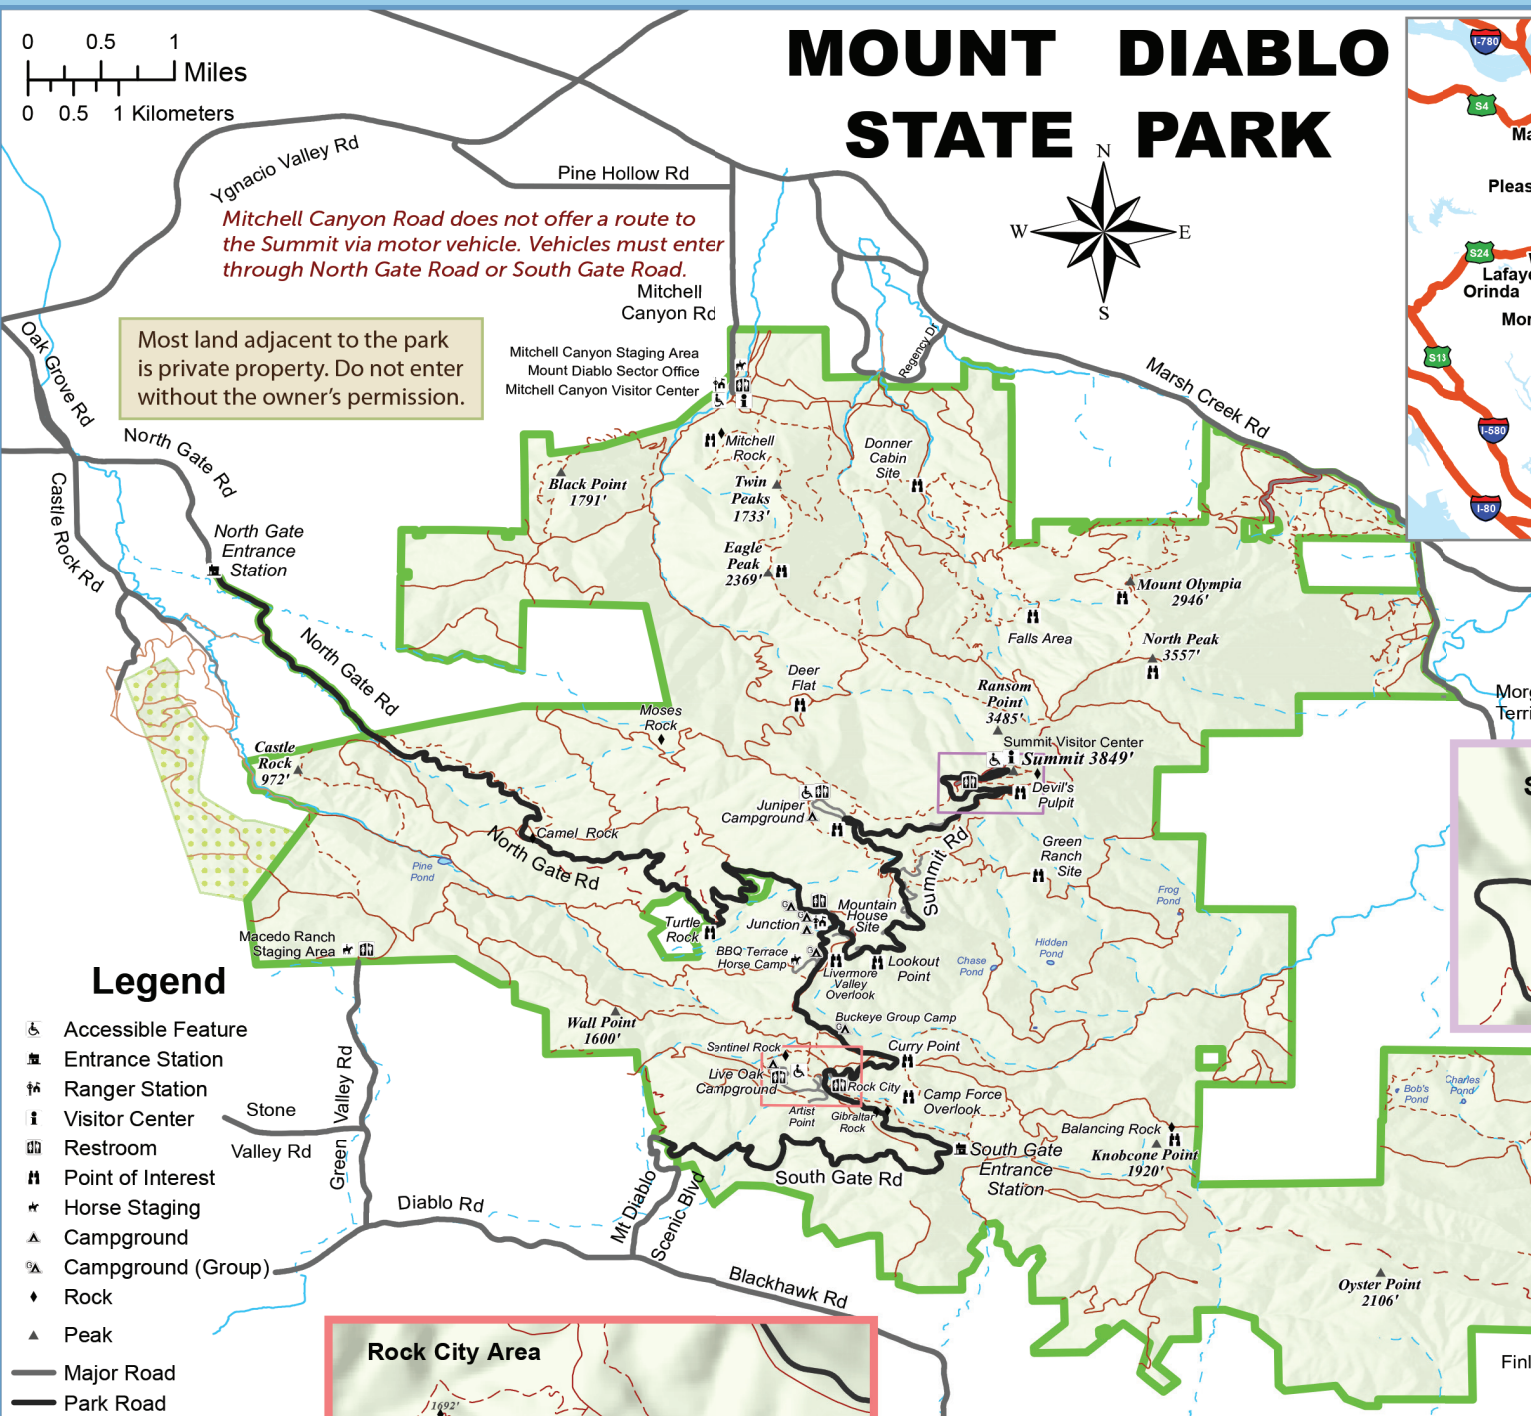 MOUNT DIABLO
STATE PARK
0 0.5 1
Miles
0 0.5 1 Kilometers
N
W
E
S
Ygnacio Valley Rd
Pine Hollow Rd
Mitchell Canyon Road does not offer a route to
the Summit via motor vehicle. Vehicles must enter
through North Gate Road or South Gate Road.
Mitchell
Canyon Rd
Most land adjacent to the park
is private property. Do not enter
without the owner's permission.
Mitchell Canyon Staging Area
Mount Diablo Sector Office
Mitchell Canyon Visitor Center
Regency Dr
Marsh Creek Rd
Oak Grove Rd
North Gate Rd
Castle Rock Rd
North Gate
Entrance
Station
North Gate Rd
I-780
S4
Ma
Pleas
S24
Lafaye
Orinda
Mor
S13
I-580
I-80
Mitchell
Rock
Donner
Cabin
Site
Black Point
1791'
Twin
Peaks
1733'
Eagle
Peak
2369'
Mount Olympia
2946'
Falls Area
North Peak
3557'
Deer
Flat
Ransom
Point
3485'
Moses
Rock
Morg
Terri
Castle
Rock
972'
Summit Visitor Center
Summit 3849'
Devil's
Pulpit
Juniper
Campground
Camel Rock
North Gate Rd
Summit Rd
Green
Ranch
Site
S
Pine
Pond
Frog
Pond
Turtle
Rock
Junction
Mountain
House
Site
Macedo Ranch
Staging Area
BBQ Terrace
Horse Camp
Livermore
Valley
Overlook
Lookout
Point
Chase
Pond
Hidden
Pond
Wall Point
1600'
Buckeye Group Camp
Sentinel Rock
Curry Point
Live Oak
Campground
Rock City
Camp Force
Overlook
Artist
Point
Gibraltar
Rock
Bob's
Pond
Charles
Pond
Balancing Rock
Knobcone Point
1920'
South Gate
Entrance
Station
South Gate Rd
Stone
Valley Rd
Green Valley Rd
Diablo Rd
Mt Diablo
Scenic Blvd
Blackhawk Rd
Oyster Point
2106'
Finl
Legend
Accessible Feature
Entrance Station
Ranger Station
Visitor Center
Restroom
Point of Interest
Horse Staging
Campground
Campground (Group)
Rock
Peak
Major Road
Park Road
Rock City Area
1692'